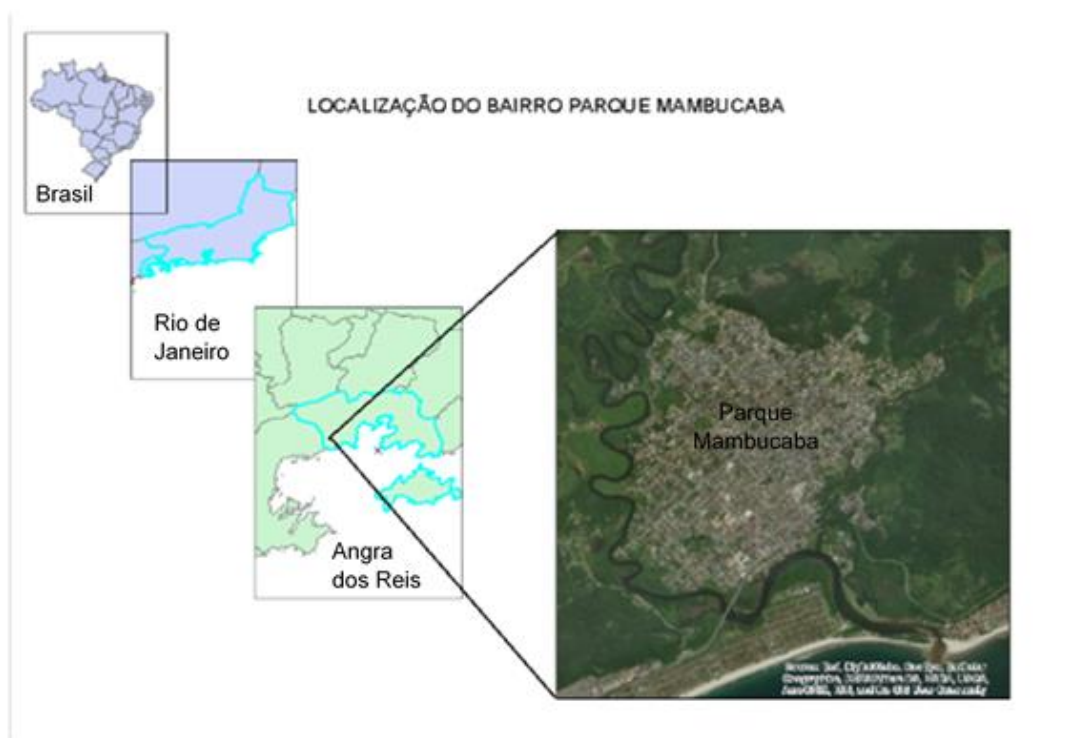 LOCALIZAÇÃO DO BAIRRO PARQUE MAMBUCABA
Brasil
Rio de
Janeiro
Angra
dos Reis
Parque
Mambucaba